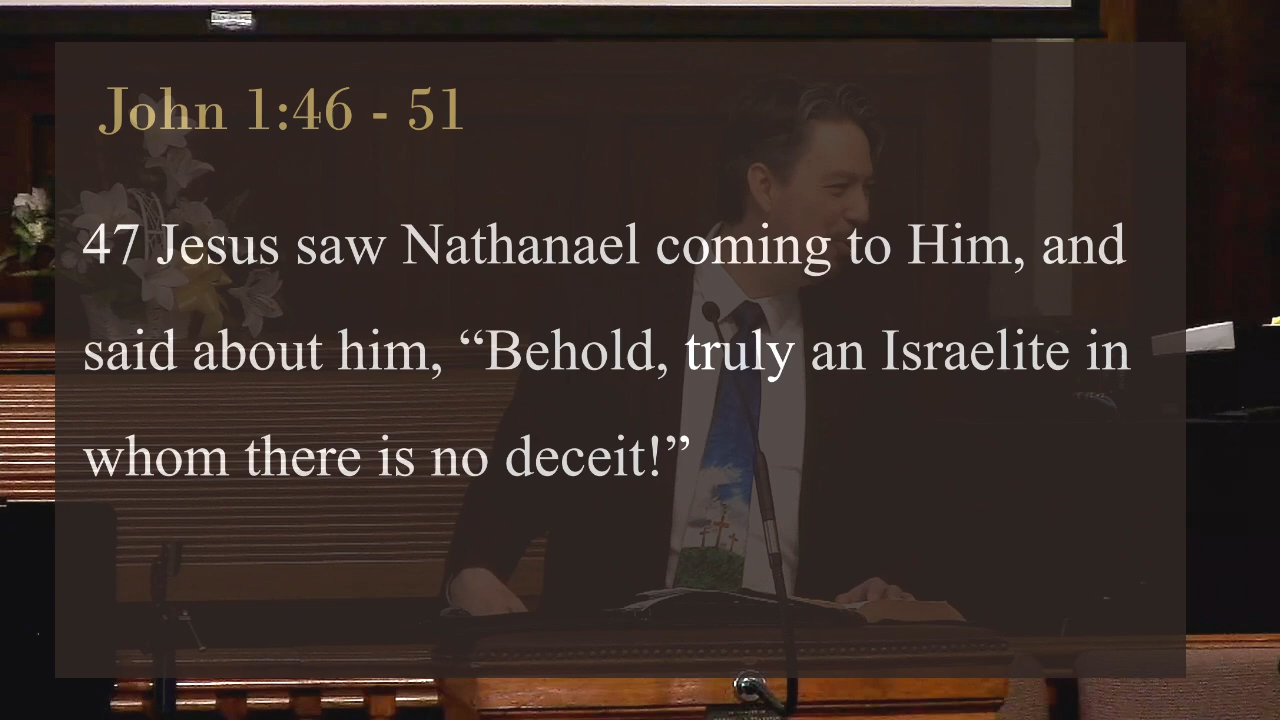 John 1:46 - 51
47 Jesus saw Nathanael coming to Him, and
said about him, “Behold, truly an Israelite in
whom there is no deceit!”